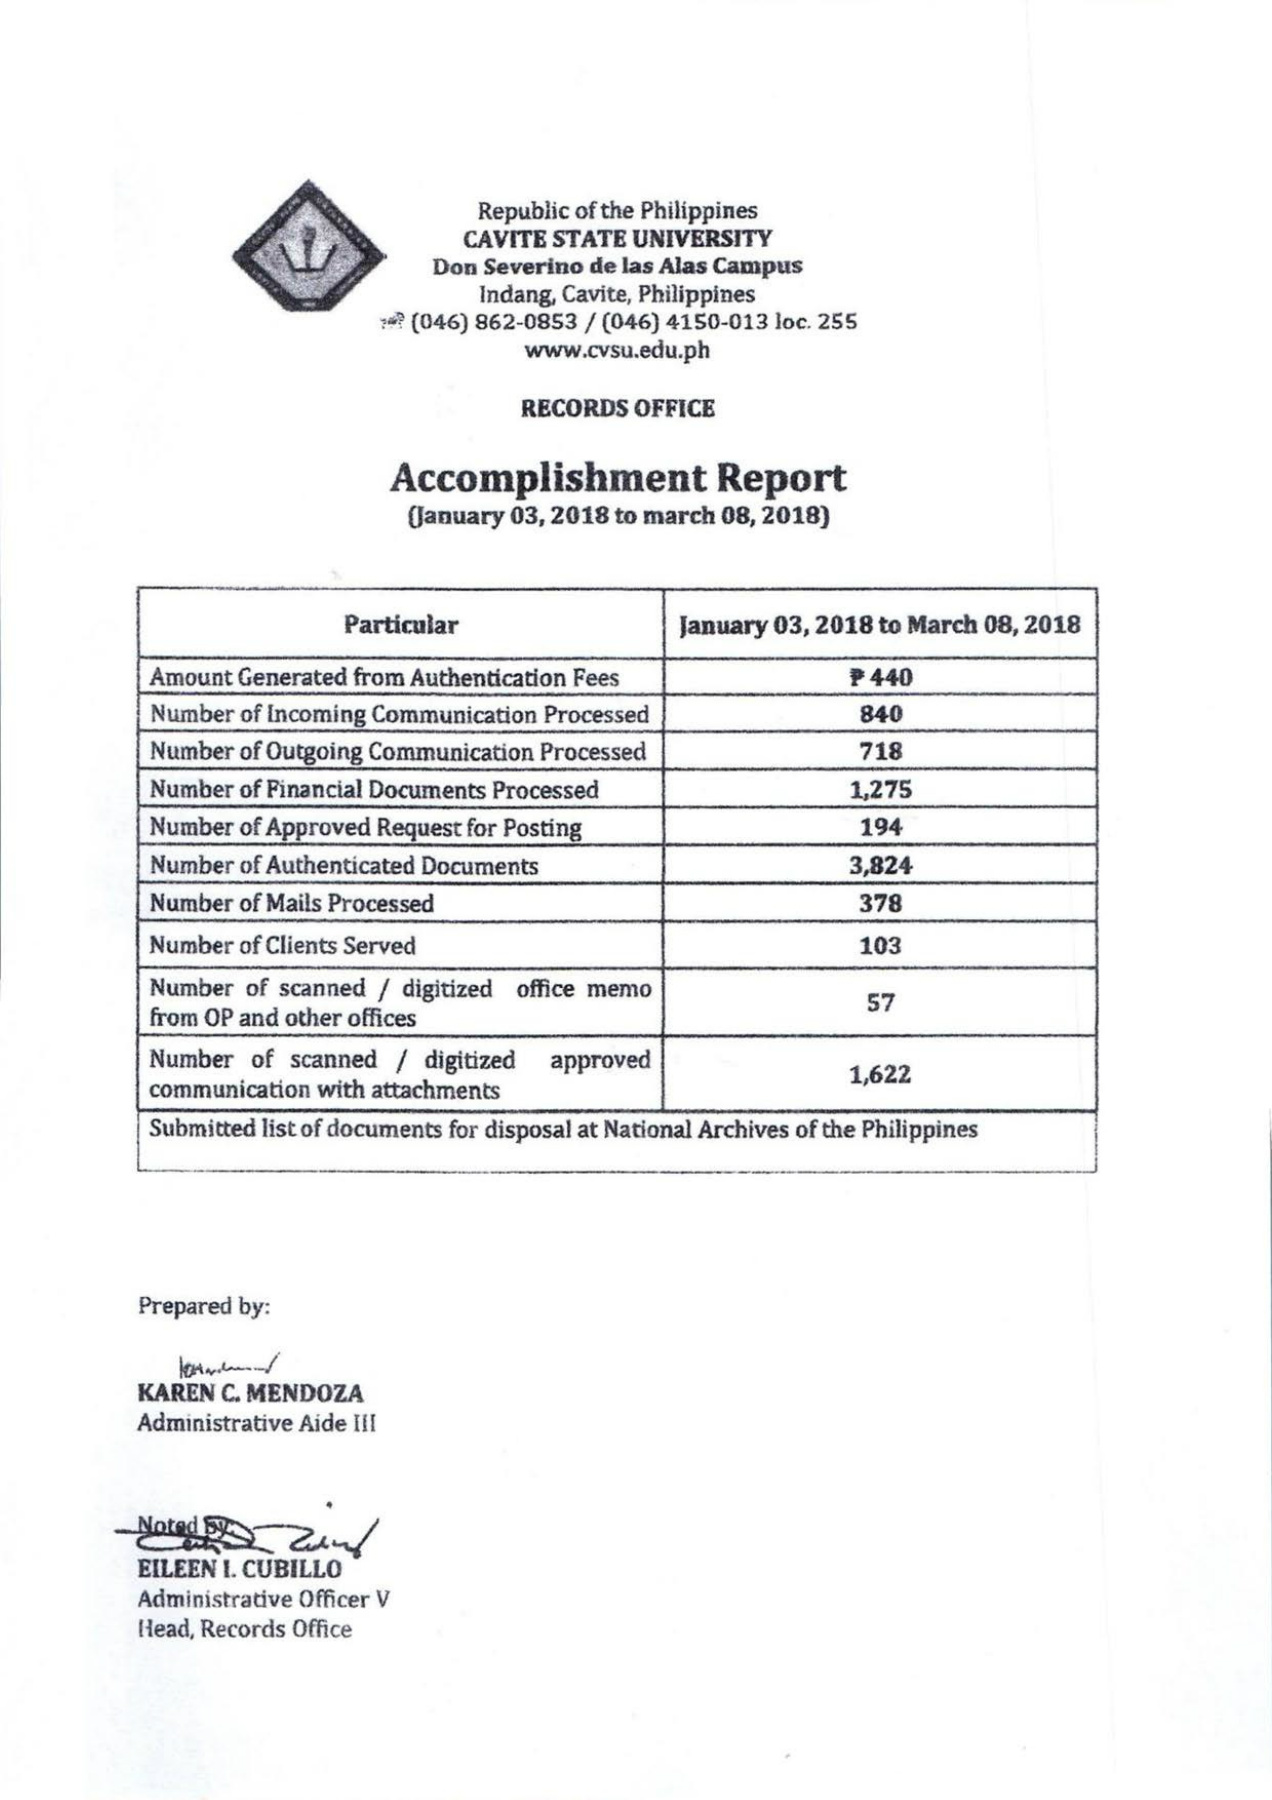 Republic of the Philippines
CAVITE STATE UNIVERSITY
Don Severino de las Alas Campus
Indang, Cavite, Philippines
(046) 862-0853 / (046) 4150-013 loc. 255
www.cvsu.edu.ph
RECORDS OFFICE
Accomplishment Report
(January 03, 2018 to march 08, 2018)
Particular January 03, 2018 to March 08, 2018
Amount Generated from Authentication Fees ₱ 440
Number of Incoming Communication Processed 840
Number of Outgoing Communication Processed 718
Number of Financial Documents Processed 1,275
Number of Approved Request for Posting 194
Number of Authenticated Documents 3,824
Number of Mails Processed 378
Number of Clients Served 103
Number of scanned / digitized office memo
from OP and other offices 57
Number of scanned / digitized approved
communication with attachments 1,622
Submitted list of documents for disposal at National Archives of the Philippines
Prepared by:
KAREN C. MENDOZA
Administrative Aide III
Noted by:
EILEEN I. CUBILLO
Administrative Officer V
Head, Records Office